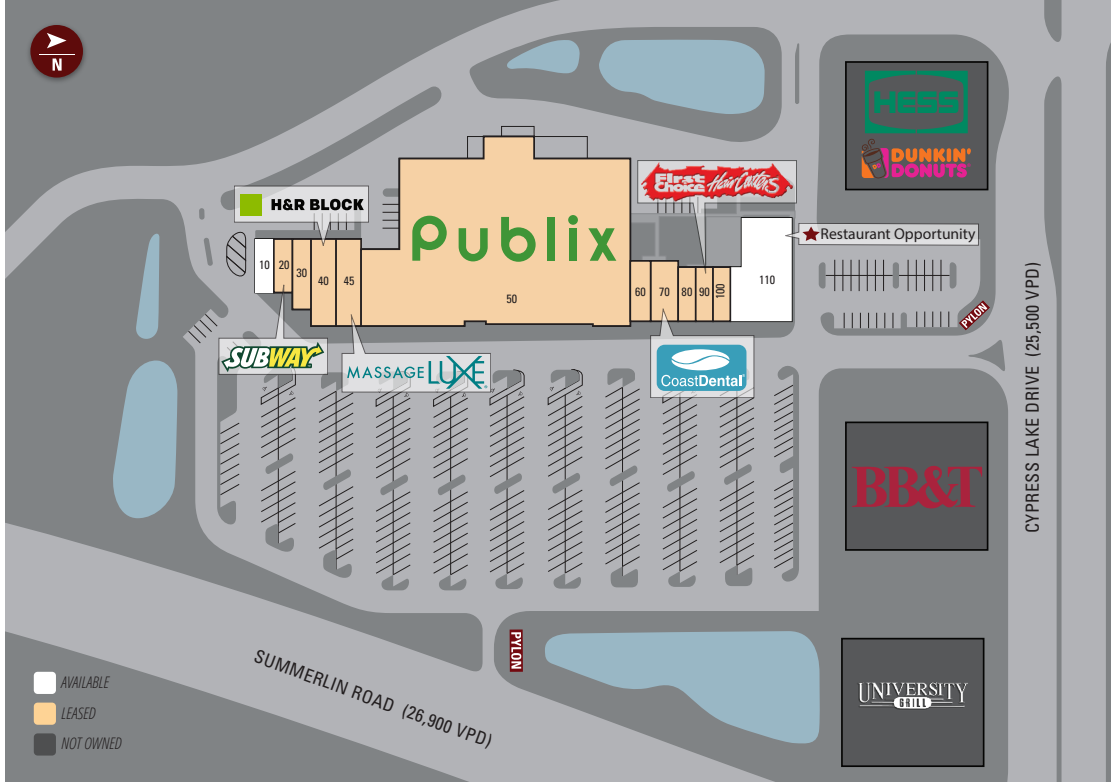 N
HESS
DUNKIN'
DONUTS
First
Choice
Hair Cutters
H&R BLOCK
Publix
Restaurant Opportunity
10
20
30
40
45
50
60
70
80
90
100
110
PYLON
SUBWAY
MASSAGE LUXE
CoastDental
CYPRESS LAKE DRIVE (25,500 VPD)
BB&T
PYLON
SUMMERLIN ROAD (26,900 VPD)
UNIVERSITY
GRILL
AVAILABLE
LEASED
NOT OWNED